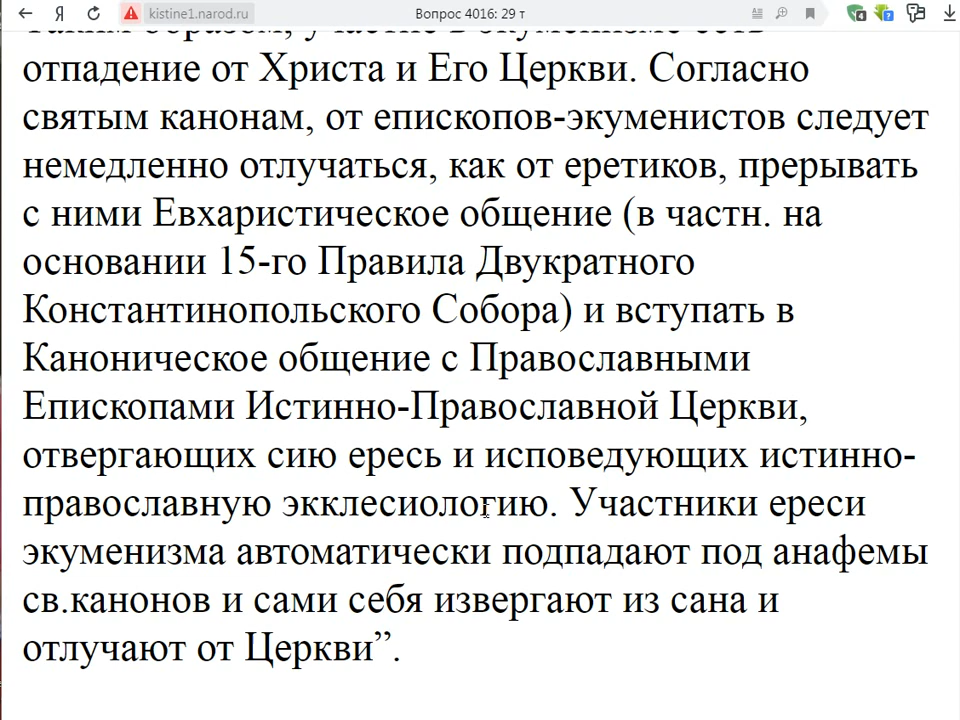 kistine1.narod.ru
Вопрос 4016: 29 т
отпадение от Христа и Его Церкви. Согласно
святым канонам, от епископов-экуменистов следует
немедленно отлучаться, как от еретиков, прерывать
с ними Евхаристическое общение (в частн. на
основании 15-го Правила Двукратного
Константинопольского Собора) и вступать в
Каноническое общение с Православными
Епископами Истинно-Православной Церкви,
отвергающих сию ересь и исповедующих истинно-
православную экклесиологию. Участники ереси
экуменизма автоматически подпадают под анафемы
св.канонов и сами себя извергают из сана и
отлучают от Церкви”.